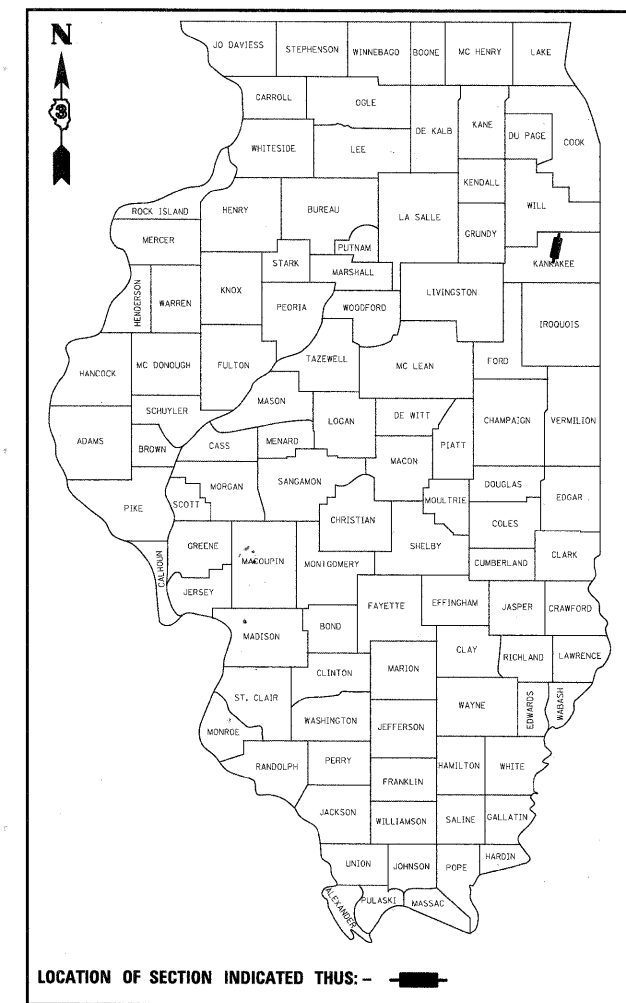 N
3
JO DAVIESS STEPHENSON WINNEBAGO BOONE MC HENRY LAKE
CARROLL OGLE DE KALB KANE DU PAGE COOK
WHITESIDE LEE KENDALL WILL
ROCK ISLAND HENRY BUREAU LA SALLE GRUNDY
MERCER PUTNAM KANKAKEE
STARK MARSHALL LIVINGSTON
HENDERSON WARREN KNOX PEORIA WOODFORD IROQUOIS
HANCOCK MC DONOUGH FULTON TAZEWELL MC LEAN FORD
MASON
SCHUYLER LOGAN DE WITT CHAMPAIGN VERMILION
ADAMS BROWN CASS MENARD PIATT
MACON
MORGAN SANGAMON DOUGLAS EDGAR
PIKE SCOTT CHRISTIAN MOULTRIE COLES
GREENE SHELBY
CALHOUN MACOUPIN MONTGOMERY CUMBERLAND CLARK
JERSEY
FAYETTE EFFINGHAM JASPER CRAWFORD
MADISON BOND
CLAY RICHLAND LAWRENCE
CLINTON MARION
ST. CLAIR WAYNE EDWARDS WABASH
WASHINGTON JEFFERSON
MONROE
RANDOLPH PERRY HAMILTON WHITE
FRANKLIN
JACKSON WILLIAMSON SALINE GALLATIN
UNION JOHNSON POPE HARDIN
ALEXANDER PULASKI MASSAC
LOCATION OF SECTION INDICATED THUS: -